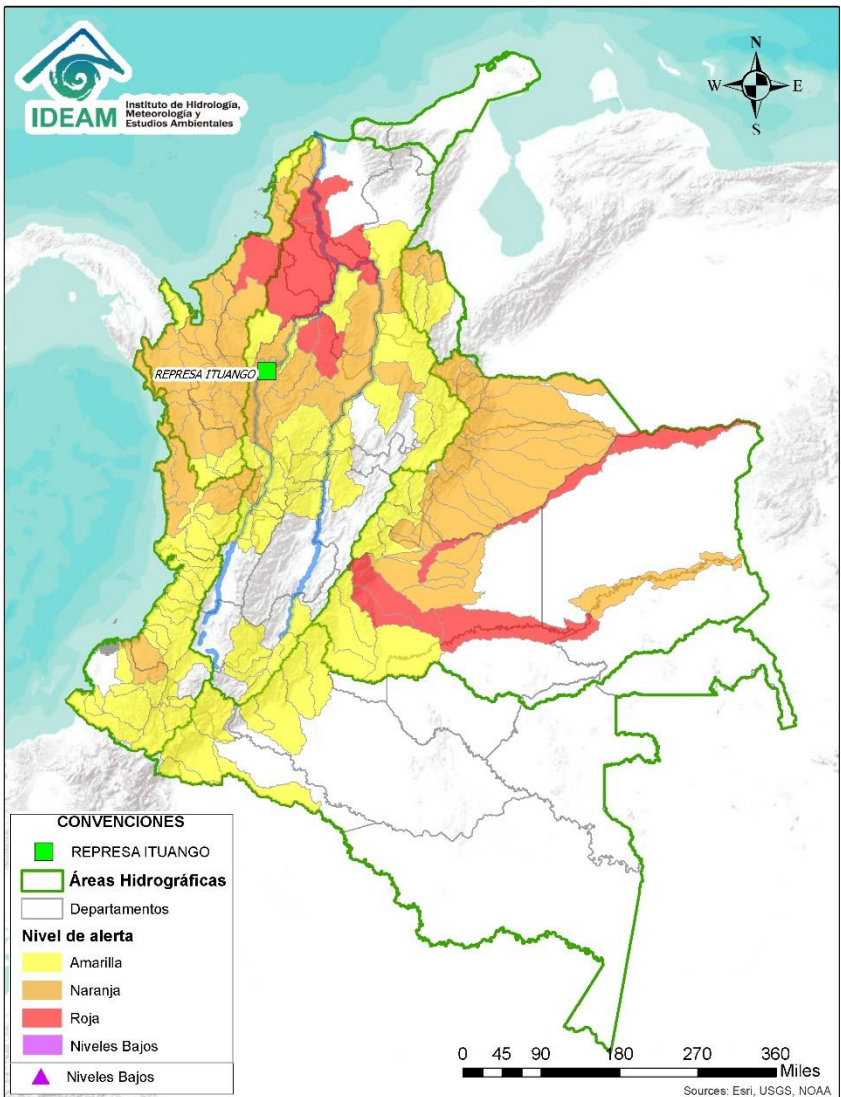 IDEAM
Instituto de Hidrología,
Meteorología y
Estudios Ambientales
N
W
E
S
REPRESA ITUANGO
CONVENCIONES
REPRESA ITUANGO
Áreas Hidrográficas
Departamentos
Nivel de alerta
Amarilla
Naranja
Roja
Niveles Bajos
Niveles Bajos
0 45 90 180 270 360
Miles
Sources: Esri, USGS, NOAA